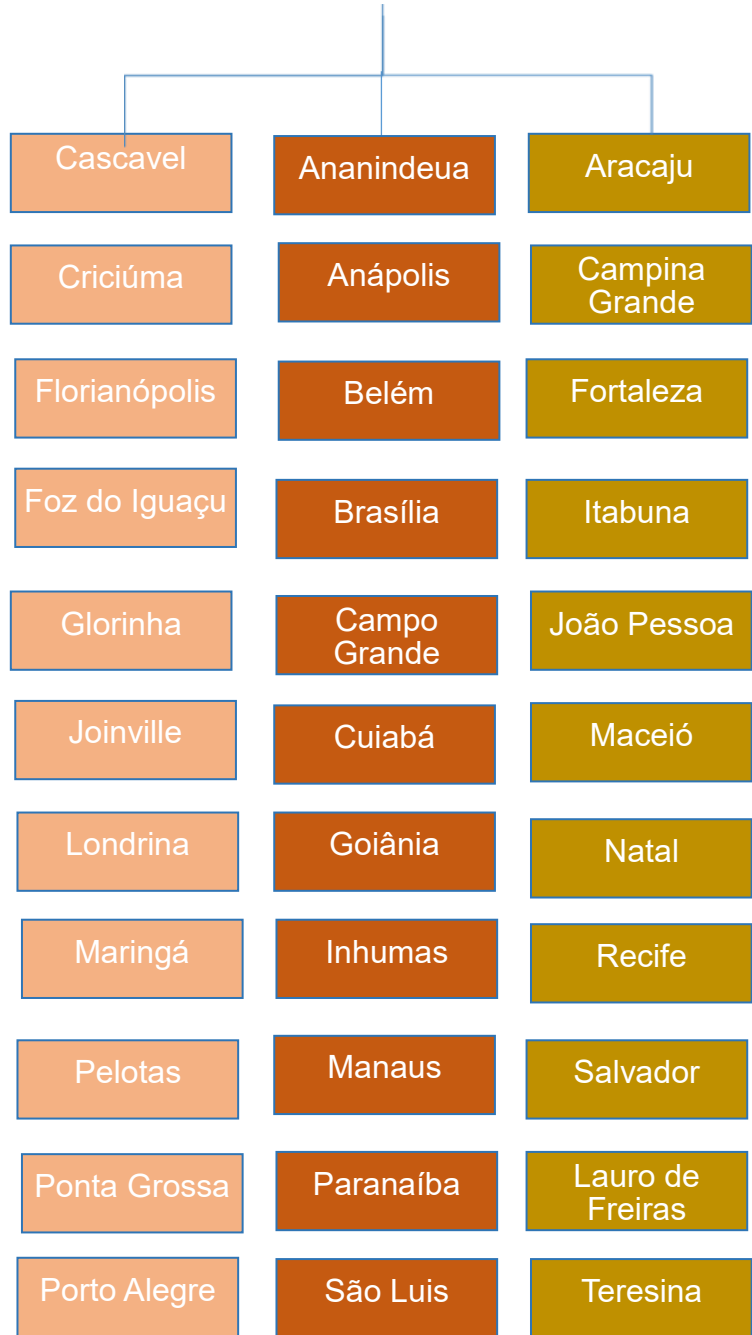 Cascavel
Criciúma
Florianópolis
Foz do Iguaçu
Glorinha
Joinville
Londrina
Maringá
Pelotas
Ponta Grossa
Porto Alegre
Ananindeua
Anápolis
Belém
Brasília
Campo
Grande
Cuiabá
Goiânia
Inhumas
Manaus
Paranaíba
São Luis
Aracaju
Campina
Grande
Fortaleza
Itabuna
João Pessoa
Maceió
Natal
Recife
Salvador
Lauro de
Freiras
Teresina